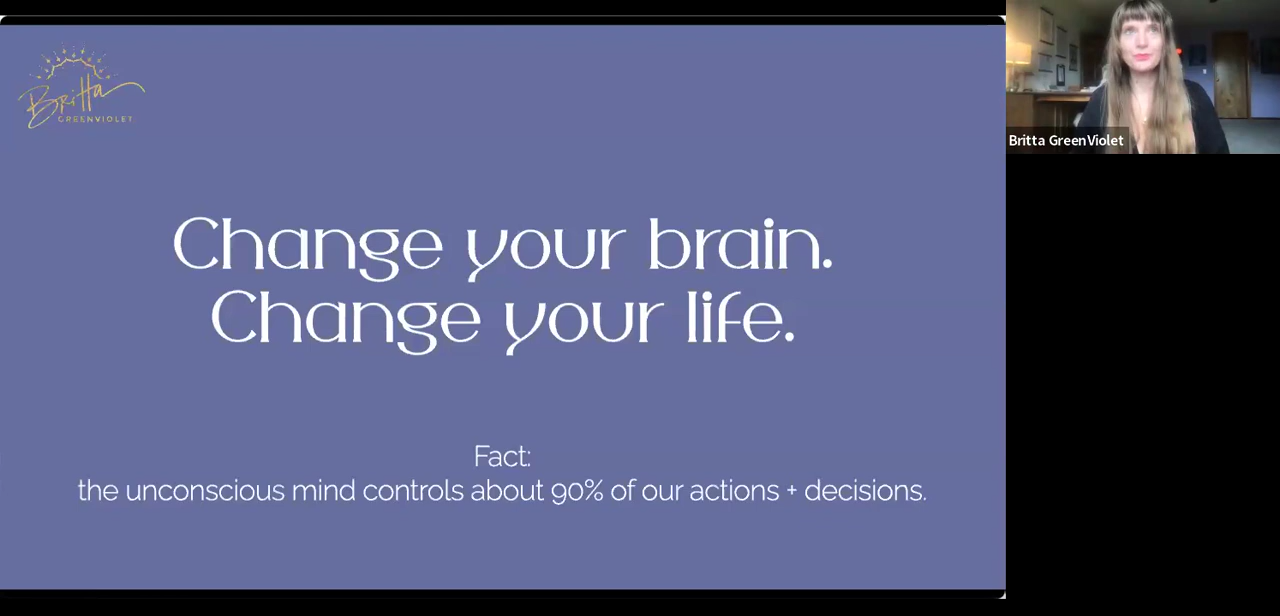 Britta
GREENVIOLET
Change your brain.
Change your life.
Fact:
the unconscious mind controls about 90% of our actions + decisions.
Britta GreenViolet